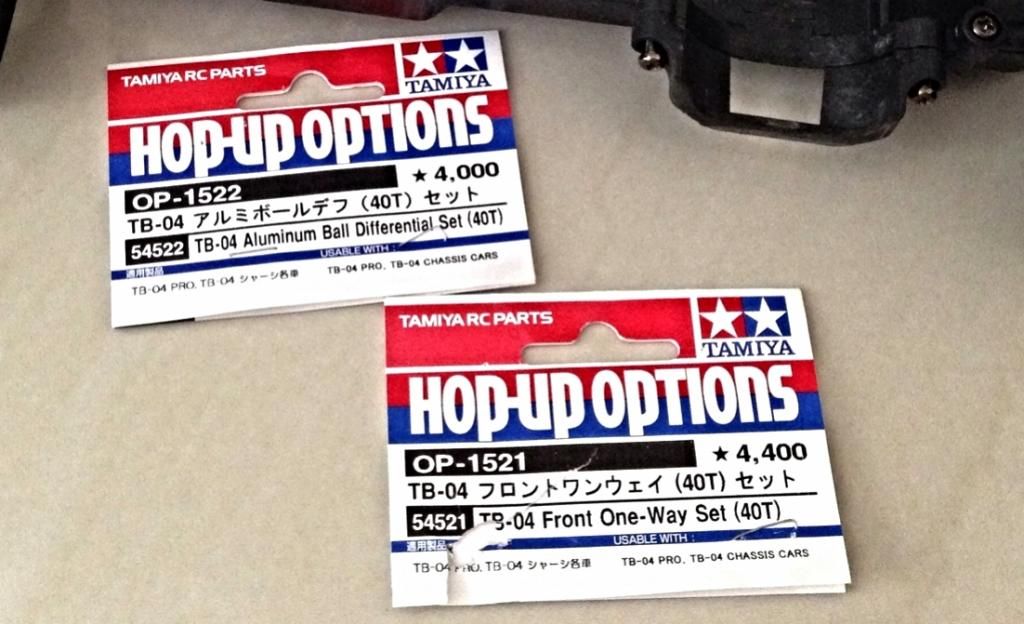 TAMIYA RC PARTS
TAMIYA
HOP-UP OPTIONS
OP-1522 ★ 4,000
TB-04 アルミボールデフ (40T) セット
54522 TB-04 Aluminum Ball Differential Set (40T)
適用製品 USABLE WITH :
TB-04 PRO, TB-04 シャーシ各車 TB-04 PRO, TB-04 CHASSIS CARS
TAMIYA RC PARTS
TAMIYA
HOP-UP OPTIONS
OP-1521 ★ 4,400
TB-04 フロントワンウェイ (40T) セット
54521 TB-04 Front One-Way Set (40T)
適用製品 USABLE WITH :
TB-04 PRO, TB-04 シャーシ各車 TB-04 PRO, TB-04 CHASSIS CARS